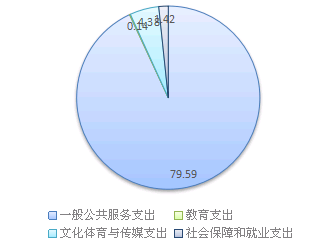 4.38 1.42
0.14
79.59
一般公共服务支出 教育支出
文化体育与传媒支出 社会保障和就业支出